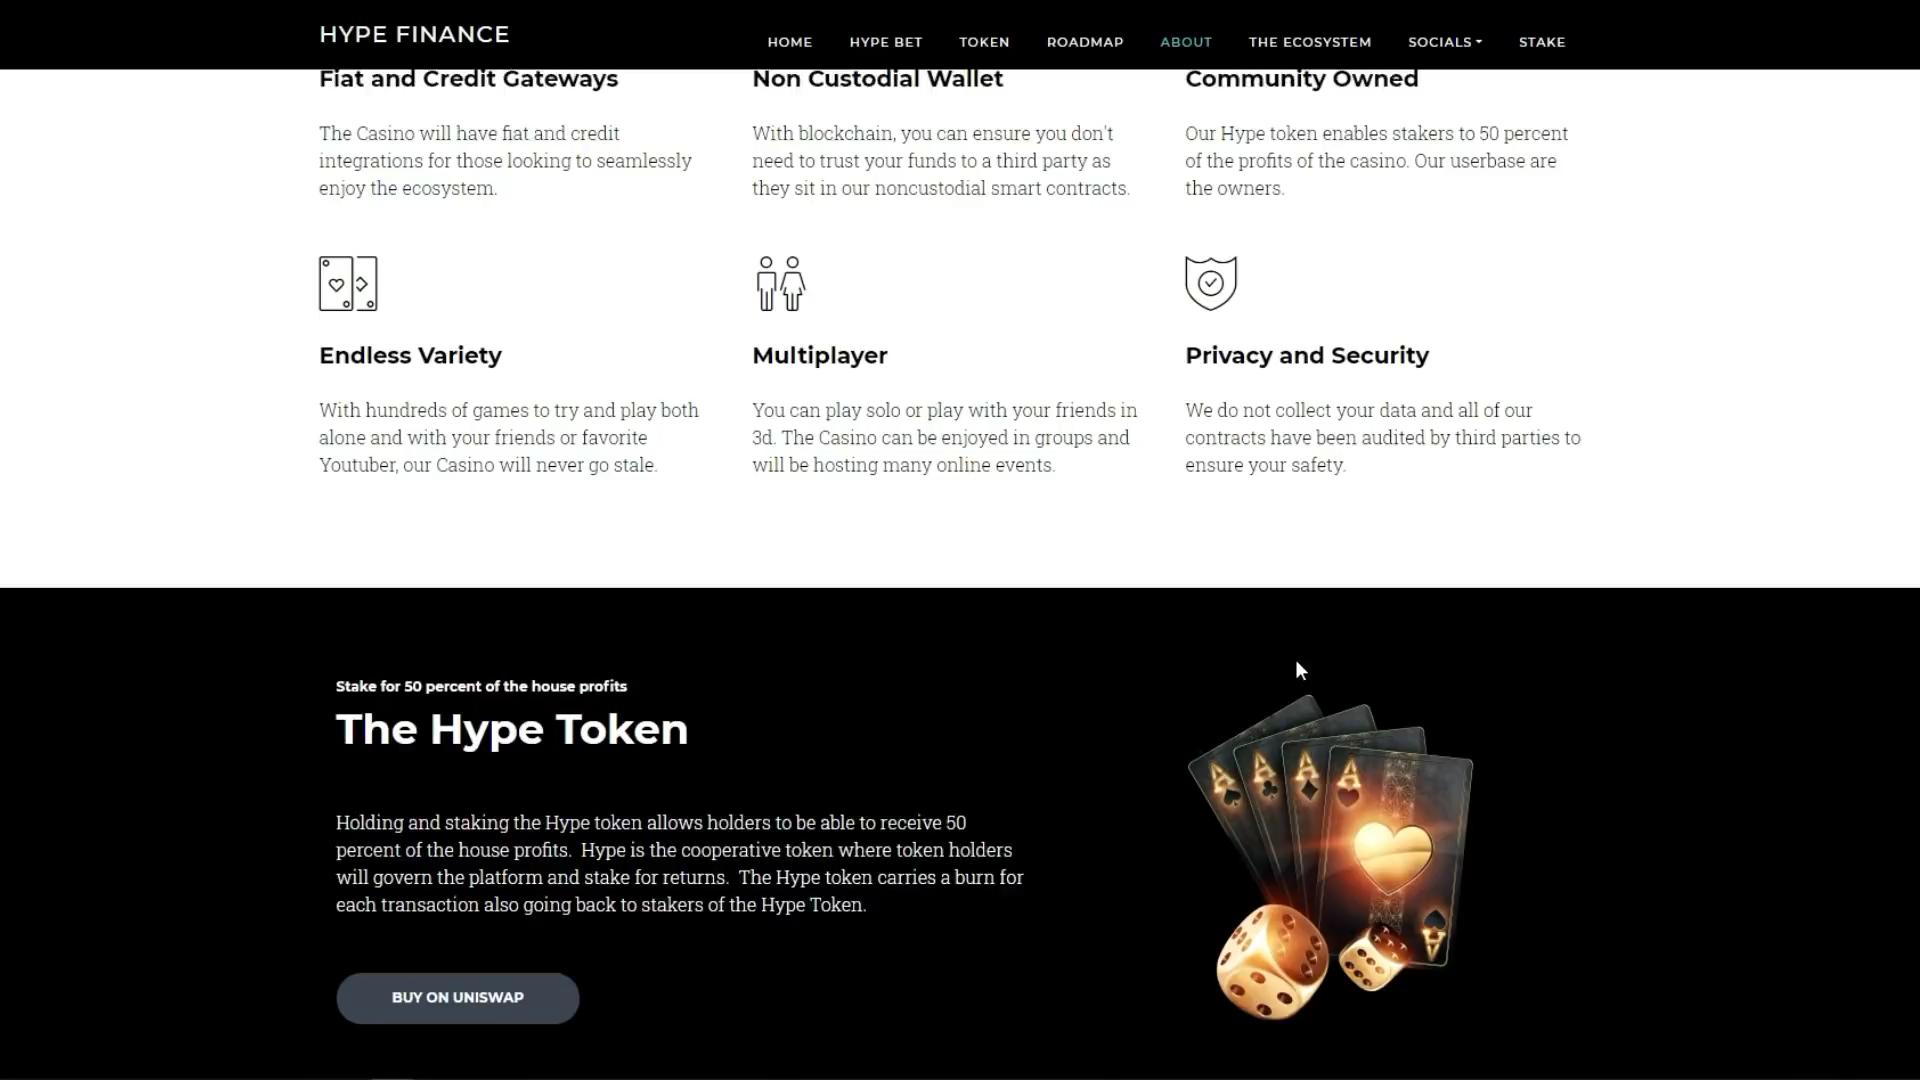 HYPE FINANCE
HOME HYPE BET TOKEN ROADMAP ABOUT THE ECOSYSTEM SOCIALS STAKE
Fiat and Credit Gateways
The Casino will have fiat and credit
integrations for those looking to seamlessly
enjoy the ecosystem.
Non Custodial Wallet
With blockchain, you can ensure you don't
need to trust your funds to a third party as
they sit in our noncustodial smart contracts.
Community Owned
Our Hype token enables stakers to 50 percent
of the profits of the casino. Our userbase are
the owners.
Endless Variety
With hundreds of games to try and play both
alone and with your friends or favorite
Youtuber, our Casino will never go stale.
Multiplayer
You can play solo or play with your friends in
3d. The Casino can be enjoyed in groups and
will be hosting many online events.
Privacy and Security
We do not collect your data and all of our
contracts have been audited by third parties to
ensure your safety.
Stake for 50 percent of the house profits
The Hype Token
Holding and staking the Hype token allows holders to be able to receive 50
percent of the house profits. Hype is the cooperative token where token holders
will govern the platform and stake for returns. The Hype token carries a burn for
each transaction also going back to stakers of the Hype Token.
BUY ON UNISWAP
A A A A
A